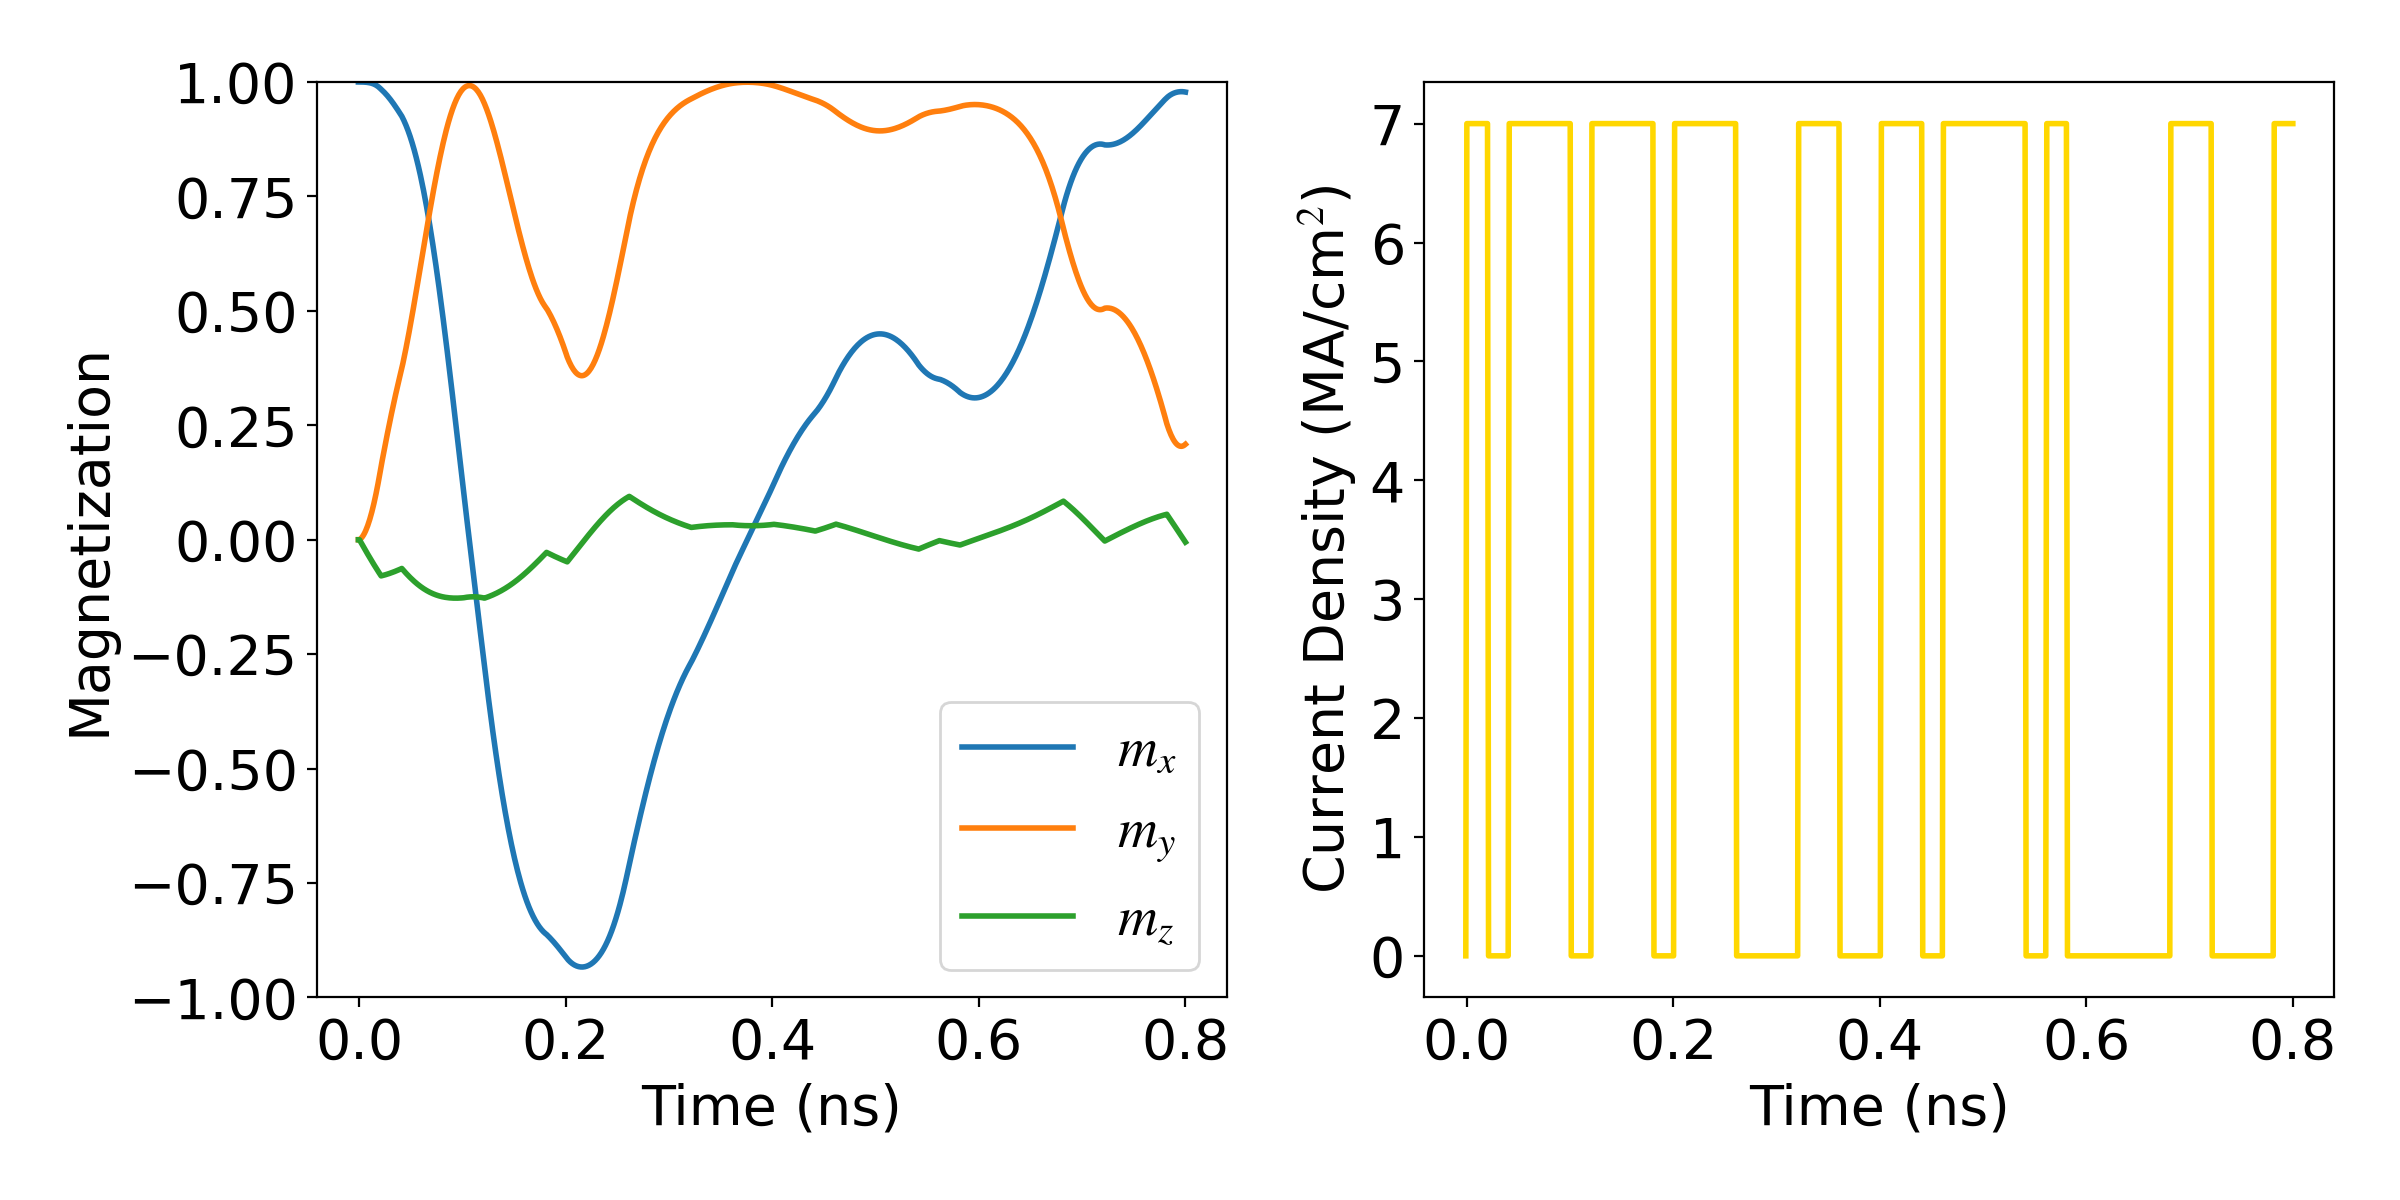 1.00
0.75
0.50
0.25
0.00
−0.25
−0.50
−0.75
−1.00
Magnetization
0.0 0.2 0.4 0.6 0.8
Time (ns)
m_x
m_y
m_z
7
6
5
4
3
2
1
0
Current Density (MA/cm²)
0.0 0.2 0.4 0.6 0.8
Time (ns)